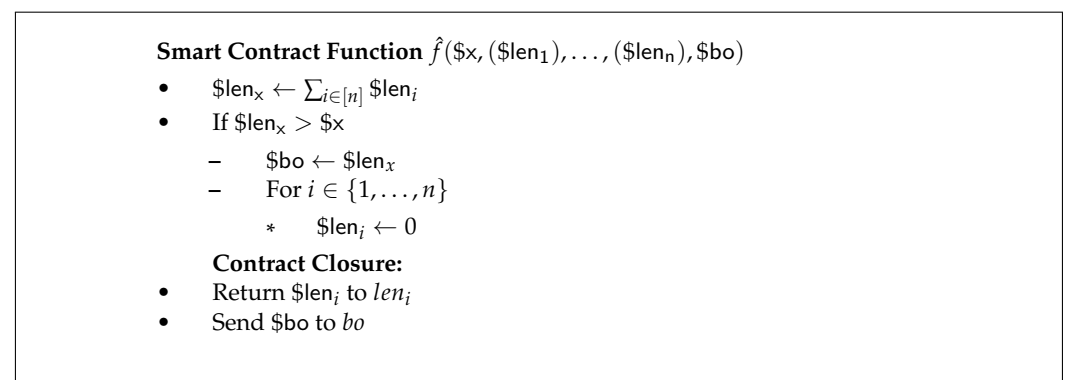 Smart Contract Function f̂($x, ($len₁), . . . , ($lenₙ), $bo)
• $lenₓ ← ∑_{i∈[n]} $lenᵢ
• If $lenₓ > $x
– $bo ← $lenₓ
– For i ∈ {1, . . . , n}
* $lenᵢ ← 0
Contract Closure:
• Return $lenᵢ to lenᵢ
• Send $bo to bo